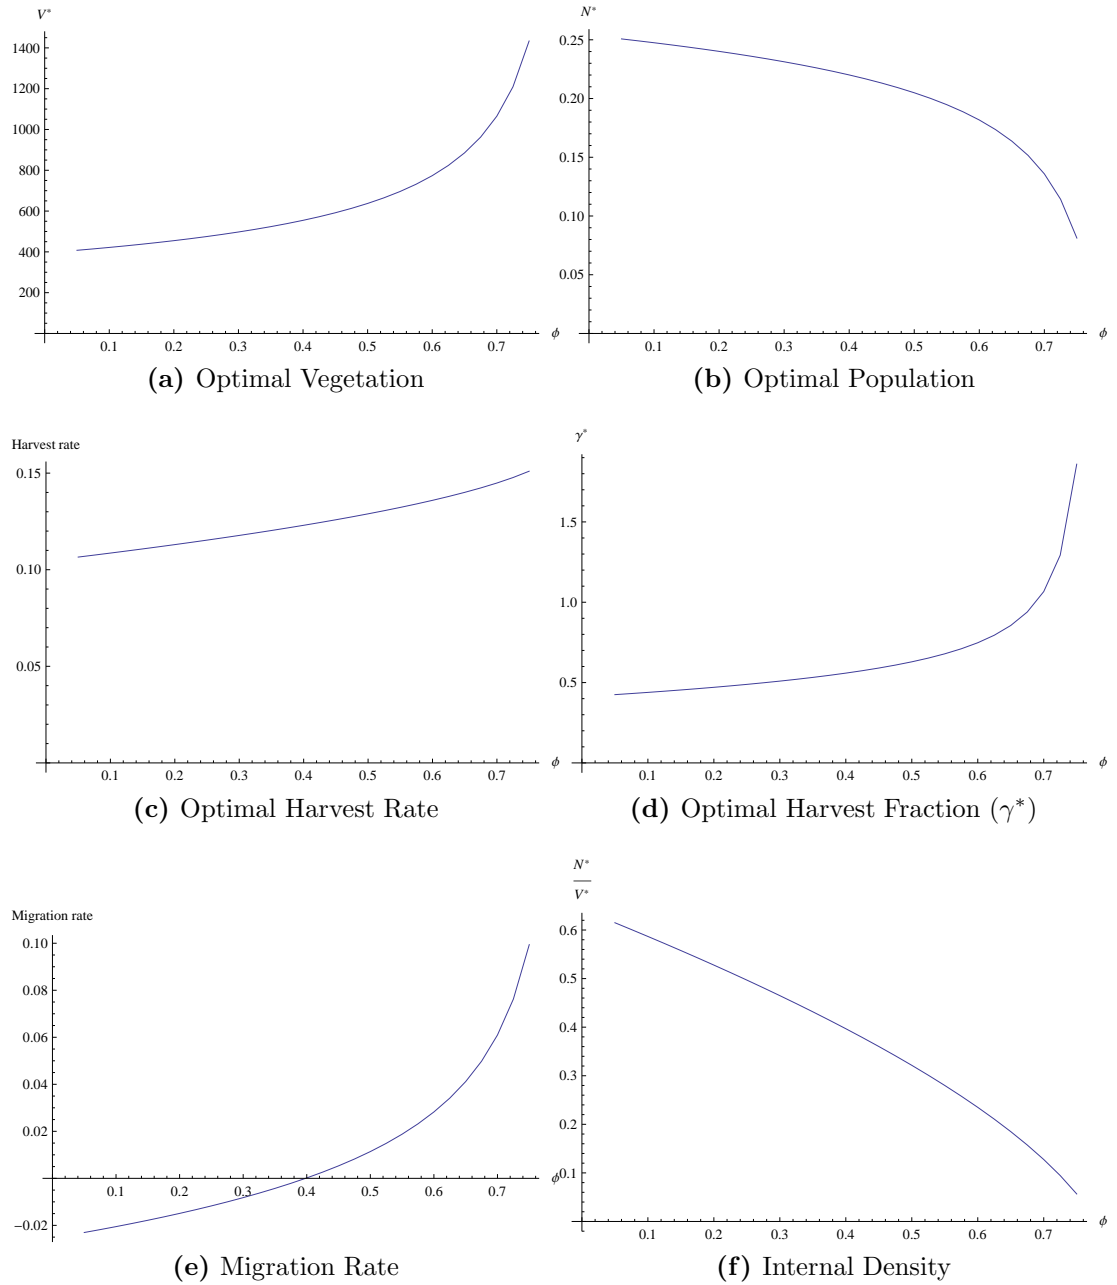 V*
1400
1200
1000
800
600
400
200
0.1 0.2 0.3 0.4 0.5 0.6 0.7 ϕ
(a) Optimal Vegetation
N*
0.25
0.20
0.15
0.10
0.05
0.1 0.2 0.3 0.4 0.5 0.6 0.7 ϕ
(b) Optimal Population
Harvest rate
0.15
0.10
0.05
0.1 0.2 0.3 0.4 0.5 0.6 0.7 ϕ
(c) Optimal Harvest Rate
γ*
1.5
1.0
0.5
0.1 0.2 0.3 0.4 0.5 0.6 0.7 ϕ
(d) Optimal Harvest Fraction (γ*)
Migration rate
0.10
0.08
0.06
0.04
0.02
0.1 0.2 0.3 0.4 0.5 0.6 0.7 ϕ
−0.02
(e) Migration Rate
N*
V*
0.6
0.5
0.4
0.3
0.2
0.1
0.1 0.2 0.3 0.4 0.5 0.6 0.7 ϕ
(f) Internal Density